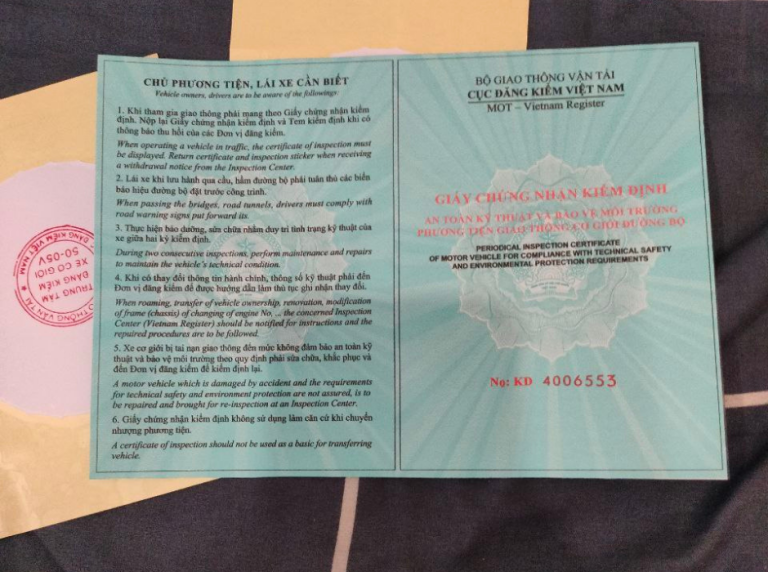 CHỦ PHƯƠNG TIỆN, LÁI XE CẦN BIẾT
Vehicle owners, drivers are to be aware of the followings:
1. Khi tham gia giao thông phải mang theo Giấy chứng nhận kiểm
định. Nộp lại Giấy chứng nhận kiểm định và Tem kiểm định khi có
thông báo thu hồi của các Đơn vị đăng kiểm.
When operating a vehicle in traffic, the certificate of inspection must
be displayed. Return certificate and inspection sticker when receiving
a withdrawal notice from the Inspection Center.
2. Lái xe khi lưu hành qua cầu, hầm đường bộ phải tuân thủ các biển
báo hiệu đường bộ đặt trước công trình.
When passing the bridges, road tunnels, drivers must comply with
road warning signs put forward its.
3. Thực hiện bảo dưỡng, sửa chữa nhằm duy trì tình trạng kỹ thuật của
xe giữa hai kỳ kiểm định.
During two consecutive inspections, perform maintenance and repairs
to maintain the vehicle's technical condition.
4. Khi có thay đổi thông tin hành chính, thông số kỹ thuật phải đến
Đơn vị đăng kiểm để được hướng dẫn làm thủ tục ghi nhận thay đổi.
When roaming, transfer of vehicle ownership, renovation, modification
of frame (chassis) of changing of engine No, ... the concerned Inspection
Center (Vietnam Register) should be notified for instructions and the
repaired procedures are to be followed.
5. Xe cơ giới bị tai nạn giao thông đến mức không đảm bảo an toàn kỹ
thuật và bảo vệ môi trường theo quy định phải sửa chữa, khắc phục và
đến Đơn vị đăng kiểm để kiểm định lại.
A motor vehicle which is damaged by accident and the requirements
for technical safety and environment protection are not assured, is to
be repaired and brought for re-inspection at an Inspection Center.
6. Giấy chứng nhận kiểm định không sử dụng làm căn cứ khi chuyển
nhượng phương tiện.
A certificate of inspection should not be used as a basic for transferring
vehicle.
BỘ GIAO THÔNG VẬN TẢI
CỤC ĐĂNG KIỂM VIỆT NAM
MOT – Vietnam Register
GIẤY CHỨNG NHẬN KIỂM ĐỊNH
AN TOÀN KỸ THUẬT VÀ BẢO VỆ MÔI TRƯỜNG
PHƯƠNG TIỆN GIAO THÔNG CƠ GIỚI ĐƯỜNG BỘ
PERIODICAL INSPECTION CERTIFICATE
OF MOTOR VEHICLE FOR COMPLIANCE WITH TECHNICAL SAFETY
AND ENVIRONMENTAL PROTECTION REQUIREMENTS
No: KD 4006553
TRUNG TÂM
ĐĂNG KIỂM
XE CƠ GIỚI
50-05V
ĐĂNG KIỂM VIỆT NAM
THÔNG VẬN TẢI